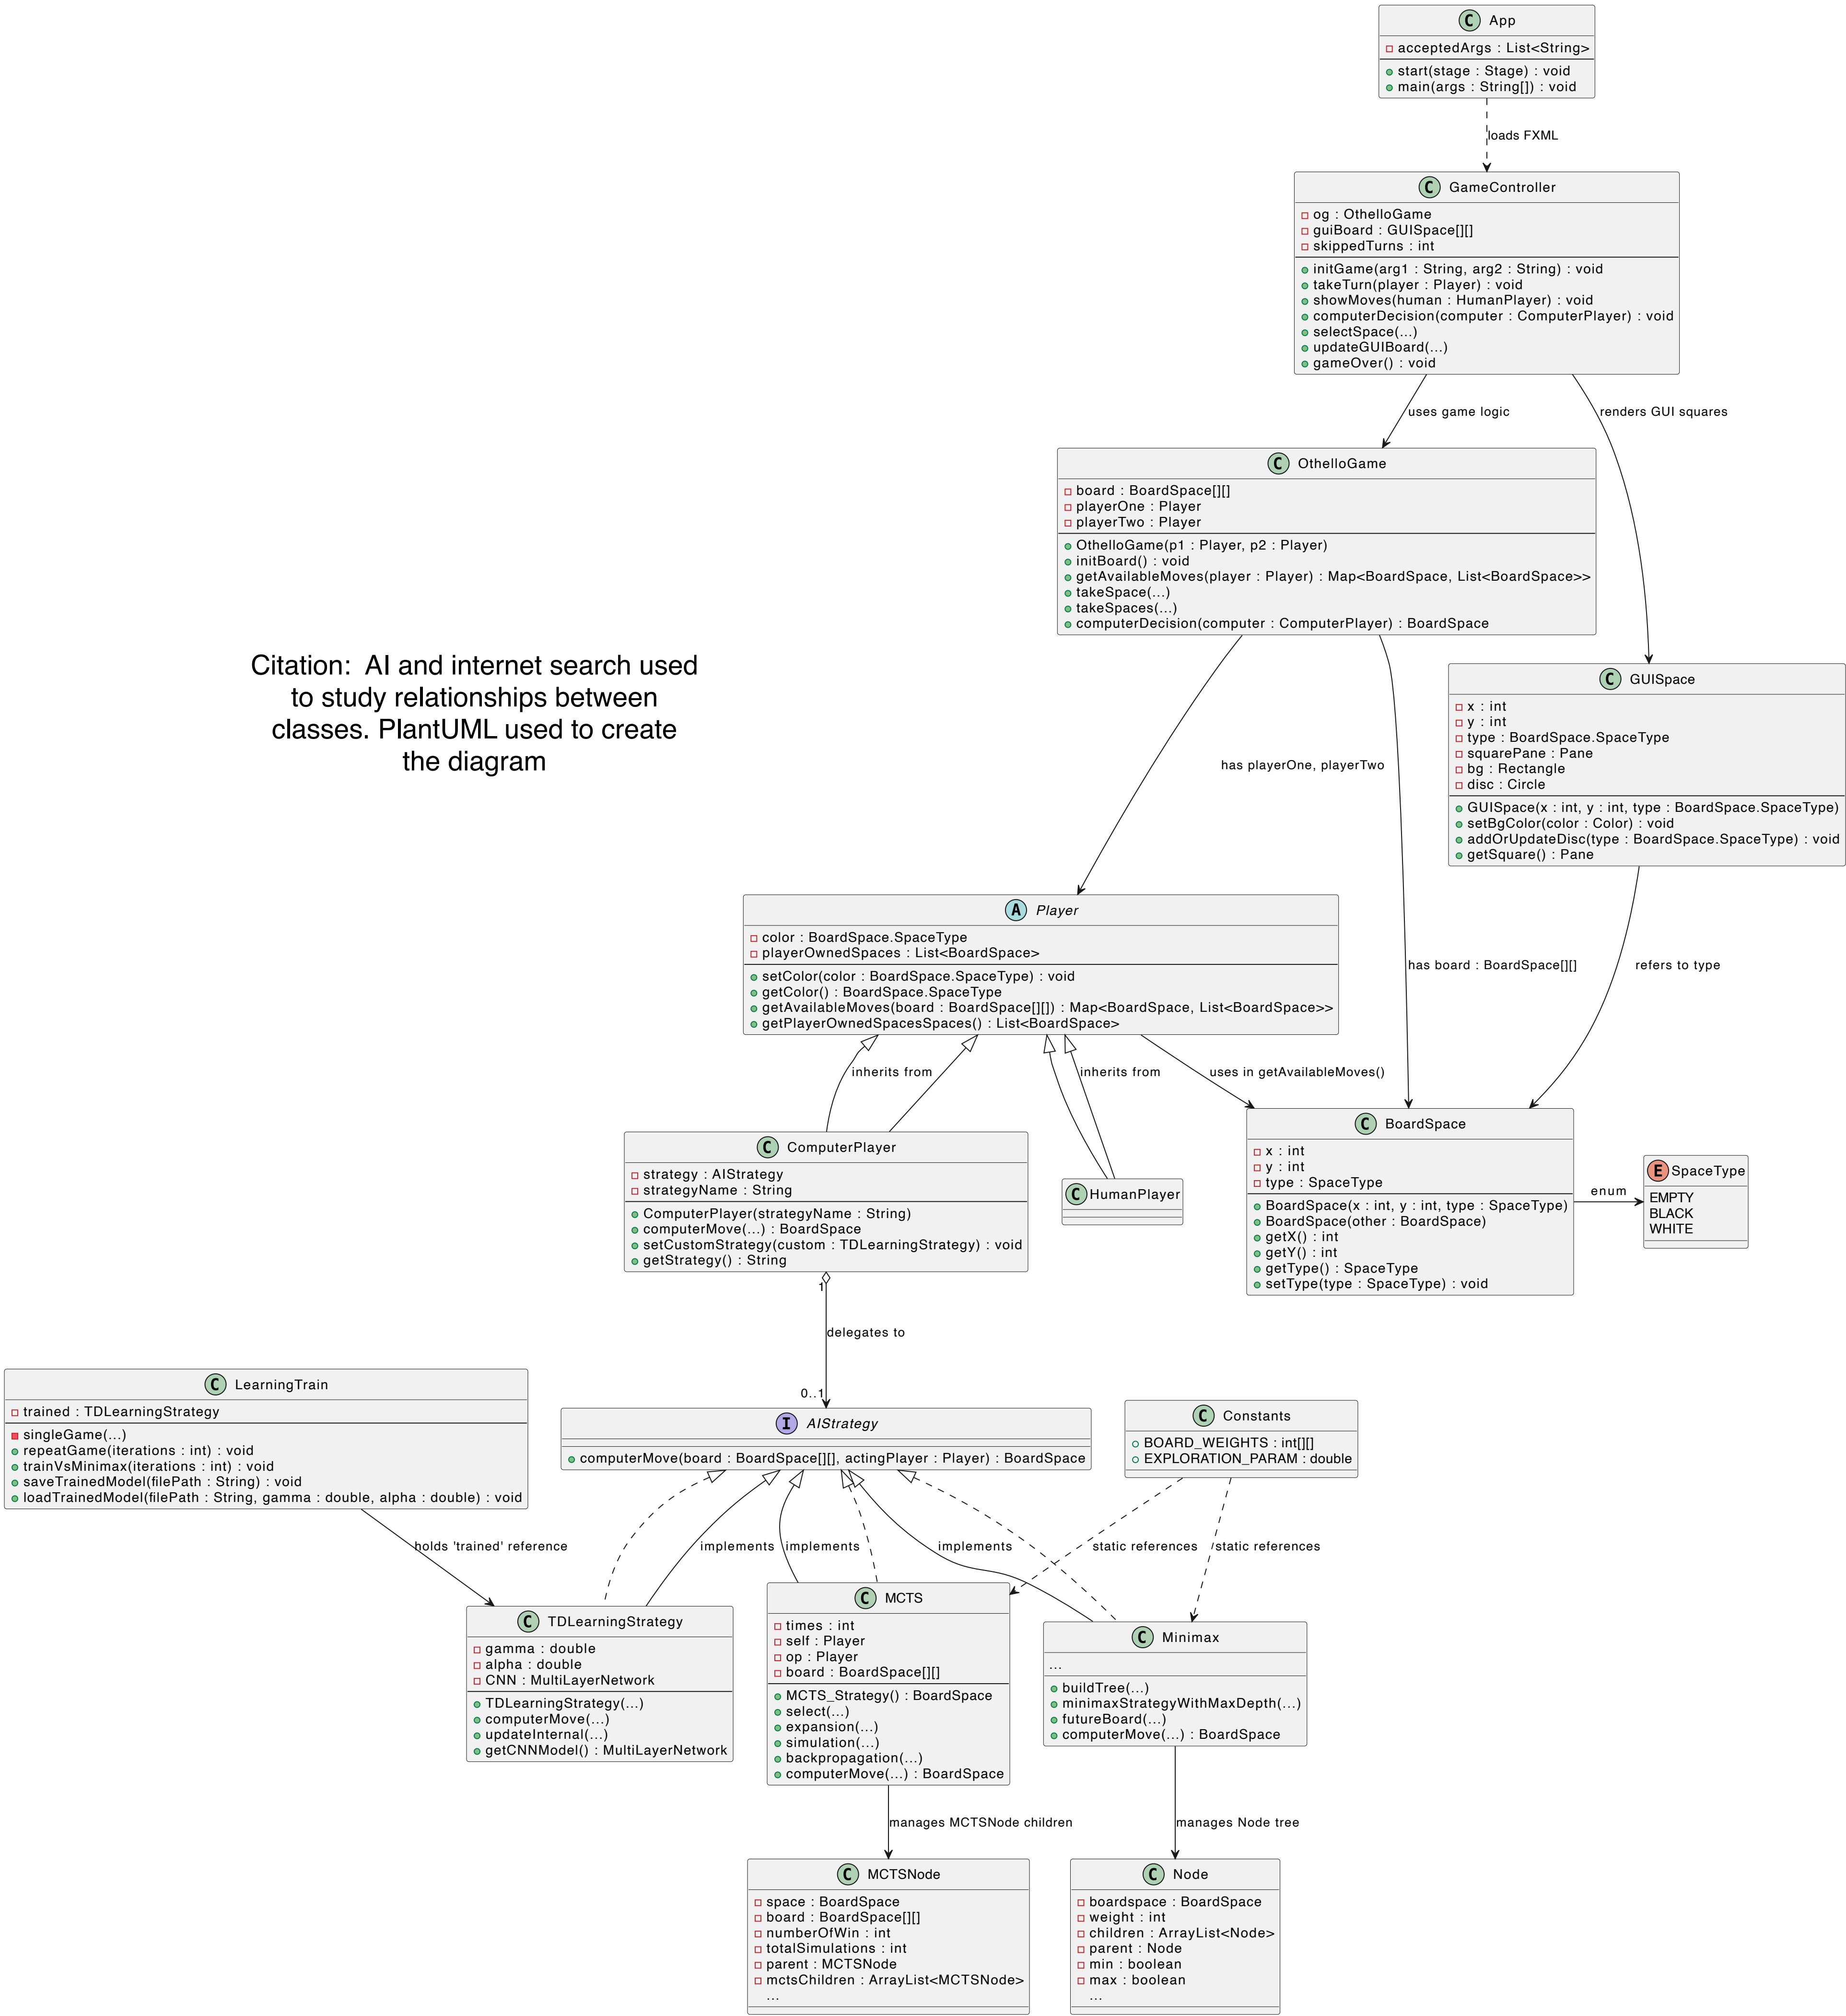 C App
acceptedArgs : List<String>
start(stage : Stage) : void
main(args : String[]) : void
loads FXML
C GameController
og : OthelloGame
guiBoard : GUISpace[][]
skippedTurns : int
initGame(arg1 : String, arg2 : String) : void
takeTurn(player : Player) : void
showMoves(human : HumanPlayer) : void
computerDecision(computer : ComputerPlayer) : void
selectSpace(...)
updateGUIBoard(...)
gameOver() : void
uses game logic
renders GUI squares
C OthelloGame
board : BoardSpace[][]
playerOne : Player
playerTwo : Player
OthelloGame(p1 : Player, p2 : Player)
initBoard() : void
getAvailableMoves(player : Player) : Map<BoardSpace, List<BoardSpace>>
takeSpace(...)
takeSpaces(...)
computerDecision(computer : ComputerPlayer) : BoardSpace
Citation:  AI and internet search used
to study relationships between
classes. PlantUML used to create
the diagram
C GUISpace
x : int
y : int
type : BoardSpace.SpaceType
squarePane : Pane
bg : Rectangle
disc : Circle
GUISpace(x : int, y : int, type : BoardSpace.SpaceType)
setBgColor(color : Color) : void
addOrUpdateDisc(type : BoardSpace.SpaceType) : void
getSquare() : Pane
has playerOne, playerTwo
has board : BoardSpace[][]
refers to type
A Player
color : BoardSpace.SpaceType
playerOwnedSpaces : List<BoardSpace>
setColor(color : BoardSpace.SpaceType) : void
getColor() : BoardSpace.SpaceType
getAvailableMoves(board : BoardSpace[][]) : Map<BoardSpace, List<BoardSpace>>
getPlayerOwnedSpacesSpaces() : List<BoardSpace>
inherits from
inherits from
uses in getAvailableMoves()
C ComputerPlayer
strategy : AIStrategy
strategyName : String
ComputerPlayer(strategyName : String)
computerMove(...) : BoardSpace
setCustomStrategy(custom : TDLearningStrategy) : void
getStrategy() : String
C HumanPlayer
C BoardSpace
x : int
y : int
type : SpaceType
BoardSpace(x : int, y : int, type : SpaceType)
BoardSpace(other : BoardSpace)
getX() : int
getY() : int
getType() : SpaceType
setType(type : SpaceType) : void
enum
E SpaceType
EMPTY
BLACK
WHITE
1
delegates to
0..1
C LearningTrain
trained : TDLearningStrategy
singleGame(...)
repeatGame(iterations : int) : void
trainVsMinimax(iterations : int) : void
saveTrainedModel(filePath : String) : void
loadTrainedModel(filePath : String, gamma : double, alpha : double) : void
I AIStrategy
computerMove(board : BoardSpace[][], actingPlayer : Player) : BoardSpace
C Constants
BOARD_WEIGHTS : int[][]
EXPLORATION_PARAM : double
holds 'trained' reference
implements
implements
implements
static references
static references
C TDLearningStrategy
gamma : double
alpha : double
CNN : MultiLayerNetwork
TDLearningStrategy(...)
computerMove(...)
updateInternal(...)
getCNNModel() : MultiLayerNetwork
C MCTS
times : int
self : Player
op : Player
board : BoardSpace[][]
MCTS_Strategy() : BoardSpace
select(...)
expansion(...)
simulation(...)
backpropagation(...)
computerMove(...) : BoardSpace
C Minimax
...
buildTree(...)
minimaxStrategyWithMaxDepth(...)
futureBoard(...)
computerMove(...) : BoardSpace
manages MCTSNode children
manages Node tree
C MCTSNode
space : BoardSpace
board : BoardSpace[][]
numberOfWin : int
totalSimulations : int
parent : MCTSNode
mctsChildren : ArrayList<MCTSNode>
...
C Node
boardspace : BoardSpace
weight : int
children : ArrayList<Node>
parent : Node
min : boolean
max : boolean
...